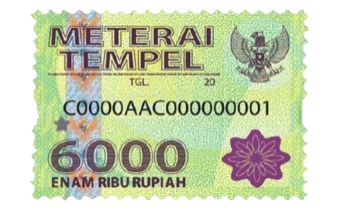 METERAI
TEMPEL
TGL. 20
C0000AAC000000001
6000
ENAM RIBU RUPIAH